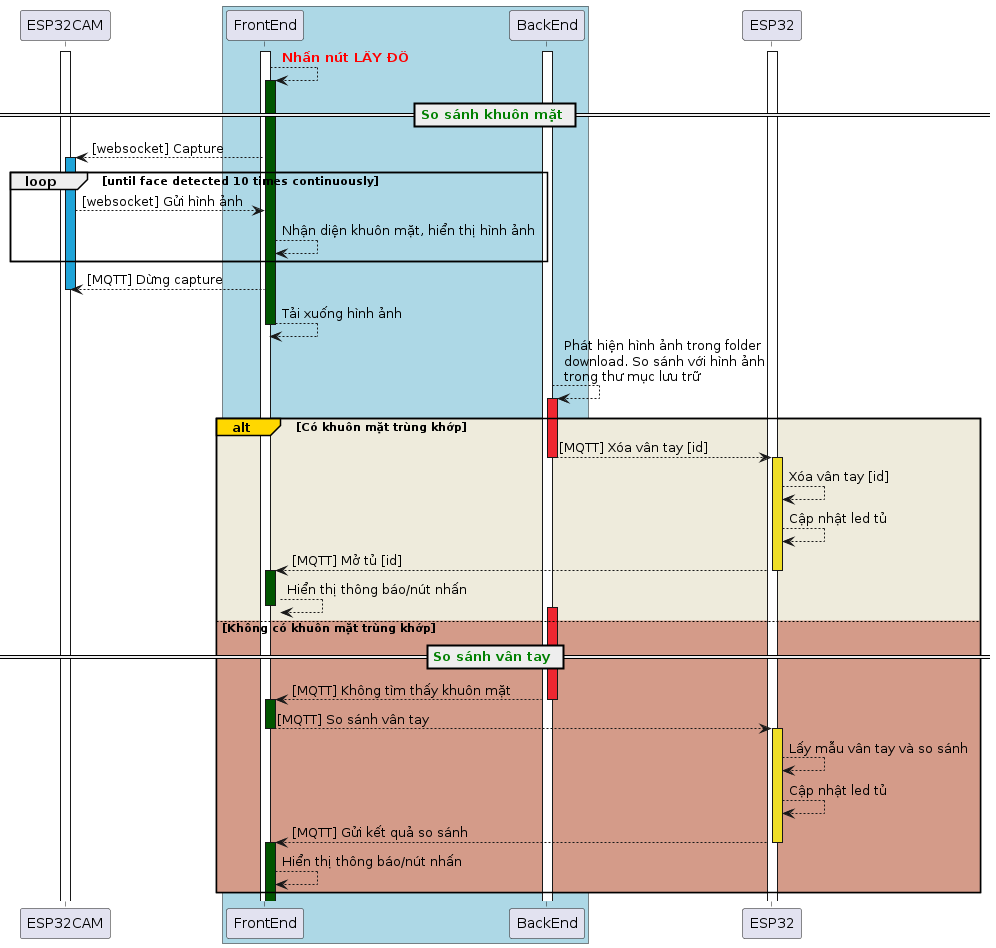 ESP32CAM
FrontEnd
BackEnd
ESP32
Nhấn nút LẤY ĐỒ
So sánh khuôn mặt
[websocket] Capture
loop
[until face detected 10 times continuously]
[websocket] Gửi hình ảnh
Nhận diện khuôn mặt, hiển thị hình ảnh
[MQTT] Dừng capture
Tải xuống hình ảnh
Phát hiện hình ảnh trong folder
download. So sánh với hình ảnh
trong thư mục lưu trữ
alt
[Có khuôn mặt trùng khớp]
[MQTT] Xóa vân tay [id]
Xóa vân tay [id]
Cập nhật led tủ
[MQTT] Mở tủ [id]
Hiển thị thông báo/nút nhấn
[Không có khuôn mặt trùng khớp]
So sánh vân tay
[MQTT] Không tìm thấy khuôn mặt
[MQTT] So sánh vân tay
Lấy mẫu vân tay và so sánh
Cập nhật led tủ
[MQTT] Gửi kết quả so sánh
Hiển thị thông báo/nút nhấn
ESP32CAM
FrontEnd
BackEnd
ESP32